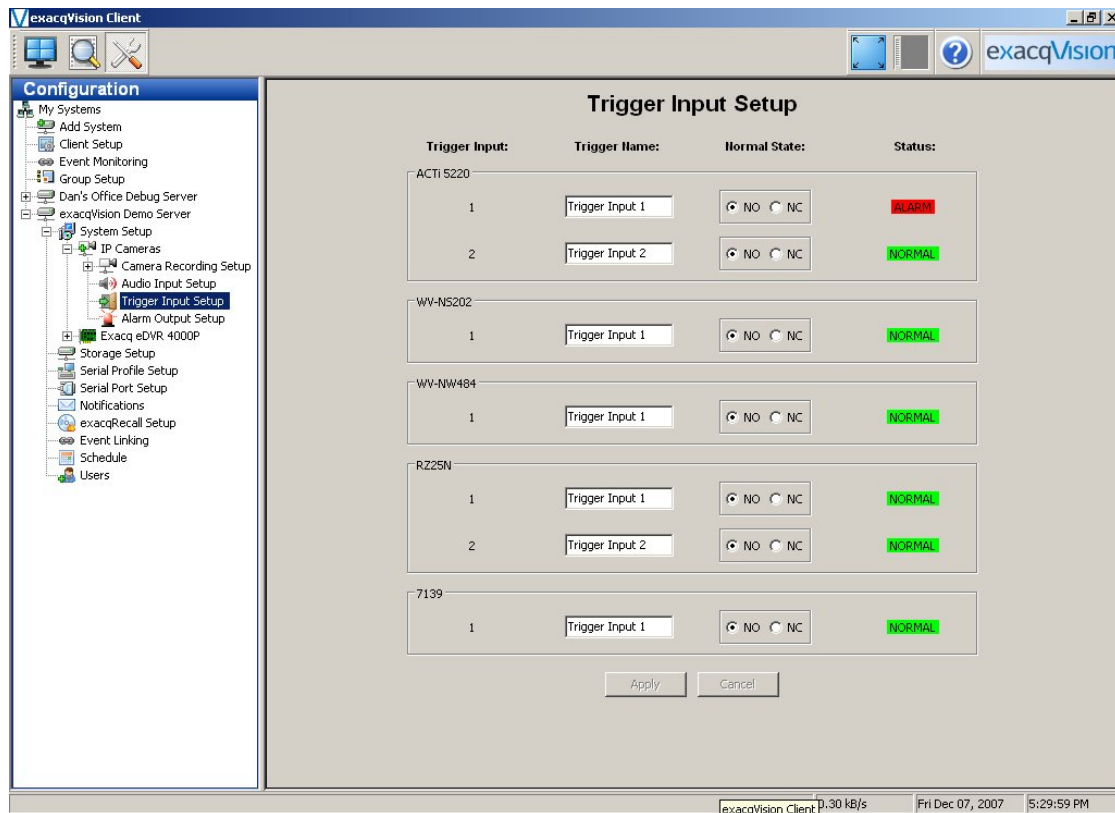 exacqVision Client
exacqVision
Configuration
My Systems
Add System
Client Setup
Event Monitoring
Group Setup
Dan's Office Debug Server
exacqVision Demo Server
System Setup
IP Cameras
Camera Recording Setup
Audio Input Setup
Trigger Input Setup
Alarm Output Setup
Exacq eDVR 4000P
Storage Setup
Serial Profile Setup
Serial Port Setup
Notifications
exacqRecall Setup
Event Linking
Schedule
Users
Trigger Input Setup
Trigger Input: Trigger Name: Normal State: Status:
ACTi 5220
1 Trigger Input 1 NO NC ALARM
2 Trigger Input 2 NO NC NORMAL
WV-NS202
1 Trigger Input 1 NO NC NORMAL
WV-NW484
1 Trigger Input 1 NO NC NORMAL
RZ25N
1 Trigger Input 1 NO NC NORMAL
2 Trigger Input 2 NO NC NORMAL
7139
1 Trigger Input 1 NO NC NORMAL
Apply Cancel
exacqVision Client 0.30 kB/s Fri Dec 07, 2007 5:29:59 PM